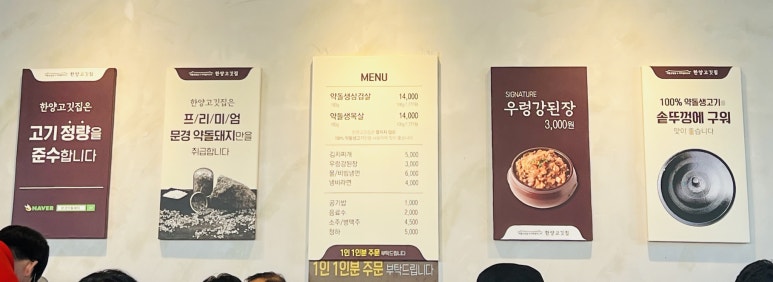 한양고깃집
한양고깃집은
고기 정량을
준수합니다
NAVER
한양고깃집
한양고깃집은
프/리/미/엄
문경 약돌돼지만을
취급합니다
MENU
약돌생삼겹살 14,000
약돌생목살 14,000
김치찌개 5,000
우렁강된장 3,000
물/비빔냉면 6,000
냄비라면 4,000
공기밥 1,000
음료수 2,000
소주/맥주 4,500
청하 5,000
1인 1인분 주문 부탁드립니다
1인 1인분 주문 부탁드립니다
SIGNATURE
우렁강된장
3,000원
한양고깃집
한양고깃집
100% 약돌생고기를
솥뚜껑에 구워
맛이 좋습니다